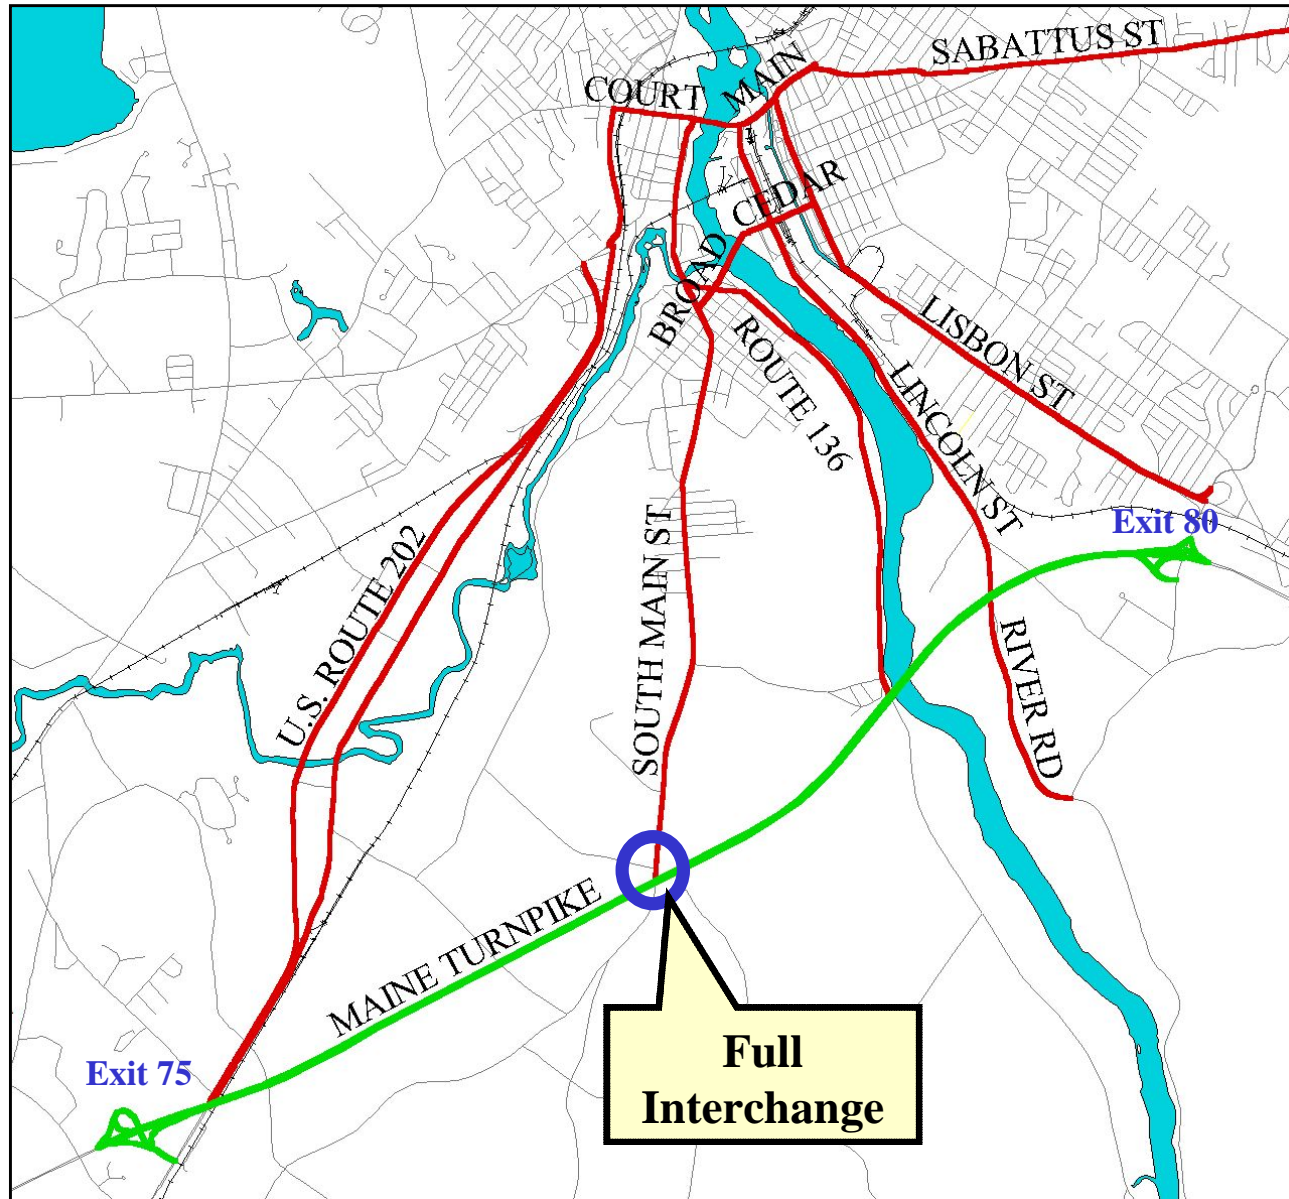 SABATTUS ST
COURT
MAIN
CEDAR
BROAD
LISBON ST
ROUTE 136
LINCOLN ST
Exit 80
U.S. ROUTE 202
SOUTH MAIN ST
RIVER RD
MAINE TURNPIKE
Exit 75
Full
Interchange